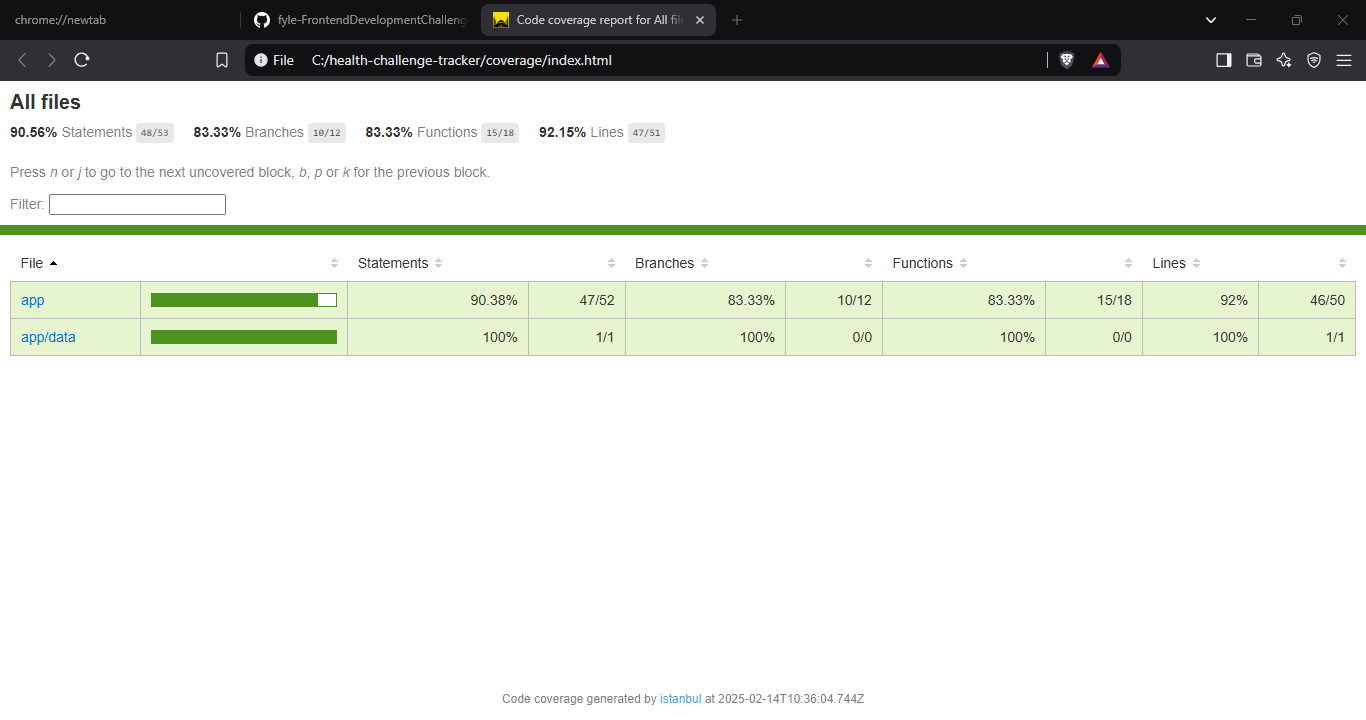 chrome://newtab fyle-FrontendDevelopmentChalleng Code coverage report for All fil
File C:/health-challenge-tracker/coverage/index.html
All files
90.56% Statements 48/53 83.33% Branches 10/12 83.33% Functions 15/18 92.15% Lines 47/51
Press n or j to go to the next uncovered block, b, p or k for the previous block.
Filter:
File Statements Branches Functions Lines
app 90.38% 47/52 83.33% 10/12 83.33% 15/18 92% 46/50
app/data 100% 1/1 100% 0/0 100% 0/0 100% 1/1
Code coverage generated by istanbul at 2025-02-14T10:36:04.744Z